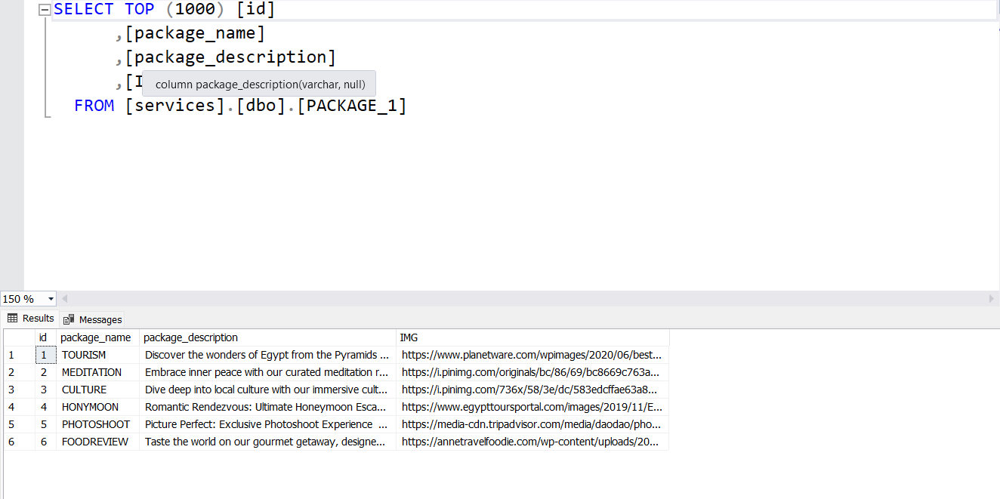 SELECT TOP (1000) [id]
,[package_name]
,[package_description]
,[I
column package_description(varchar, null)
FROM [services].[dbo].[PACKAGE_1]
150 %
Results Messages
id package_name package_description IMG
1 1 TOURISM Discover the wonders of Egypt from the Pyramids ... https://www.planetware.com/wpimages/2020/06/best...
2 2 MEDITATION Embrace inner peace with our curated meditation r... https://i.pinimg.com/originals/bc/86/69/bc8669c763a...
3 3 CULTURE Dive deep into local culture with our immersive cult... https://i.pinimg.com/736x/58/3e/dc/583edcffae63a8...
4 4 HONYMOON Romantic Rendezvous: Ultimate Honeymoon Esca... https://www.egypttoursportal.com/images/2019/11/E...
5 5 PHOTOSHOOT Picture Perfect: Exclusive Photoshoot Experience ... https://media-cdn.tripadvisor.com/media/daodao/pho...
6 6 FOODREVIEW Taste the world on our gourmet getaway, designe... https://annetravelfoodie.com/wp-content/uploads/20...